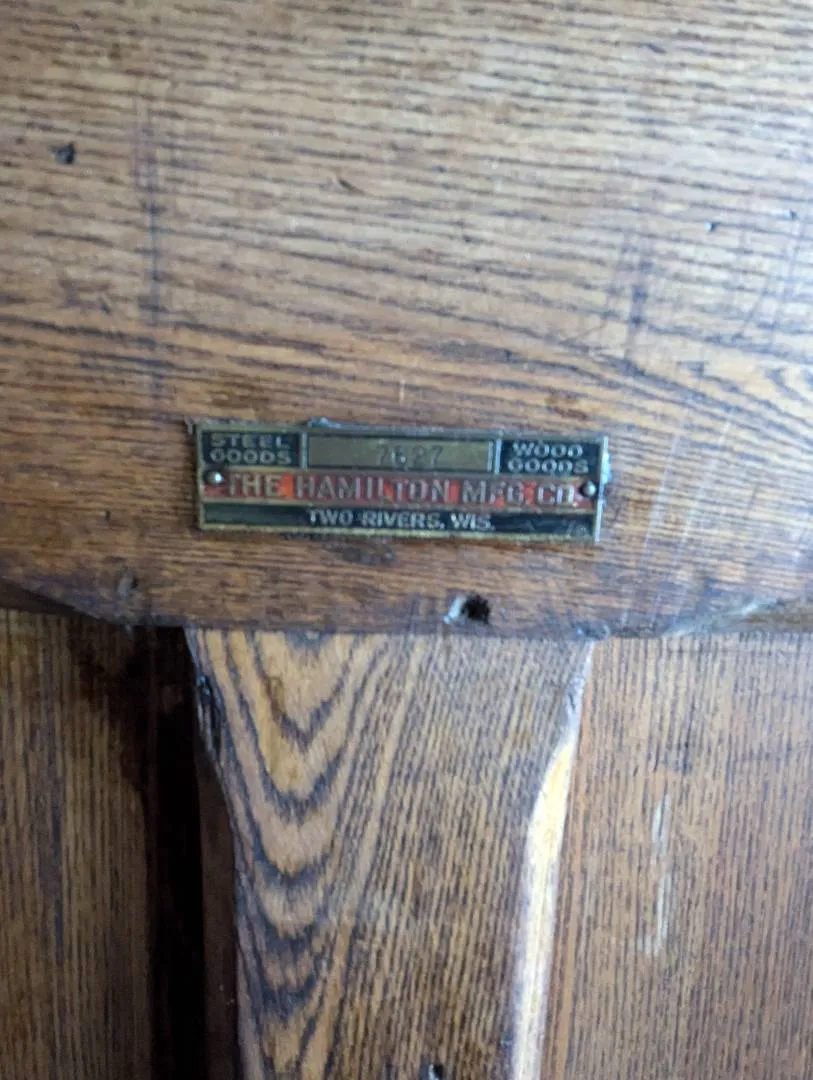 STEEL GOODS
7627
WOOD GOODS
THE HAMILTON MFG. CO.
TWO RIVERS, WIS.